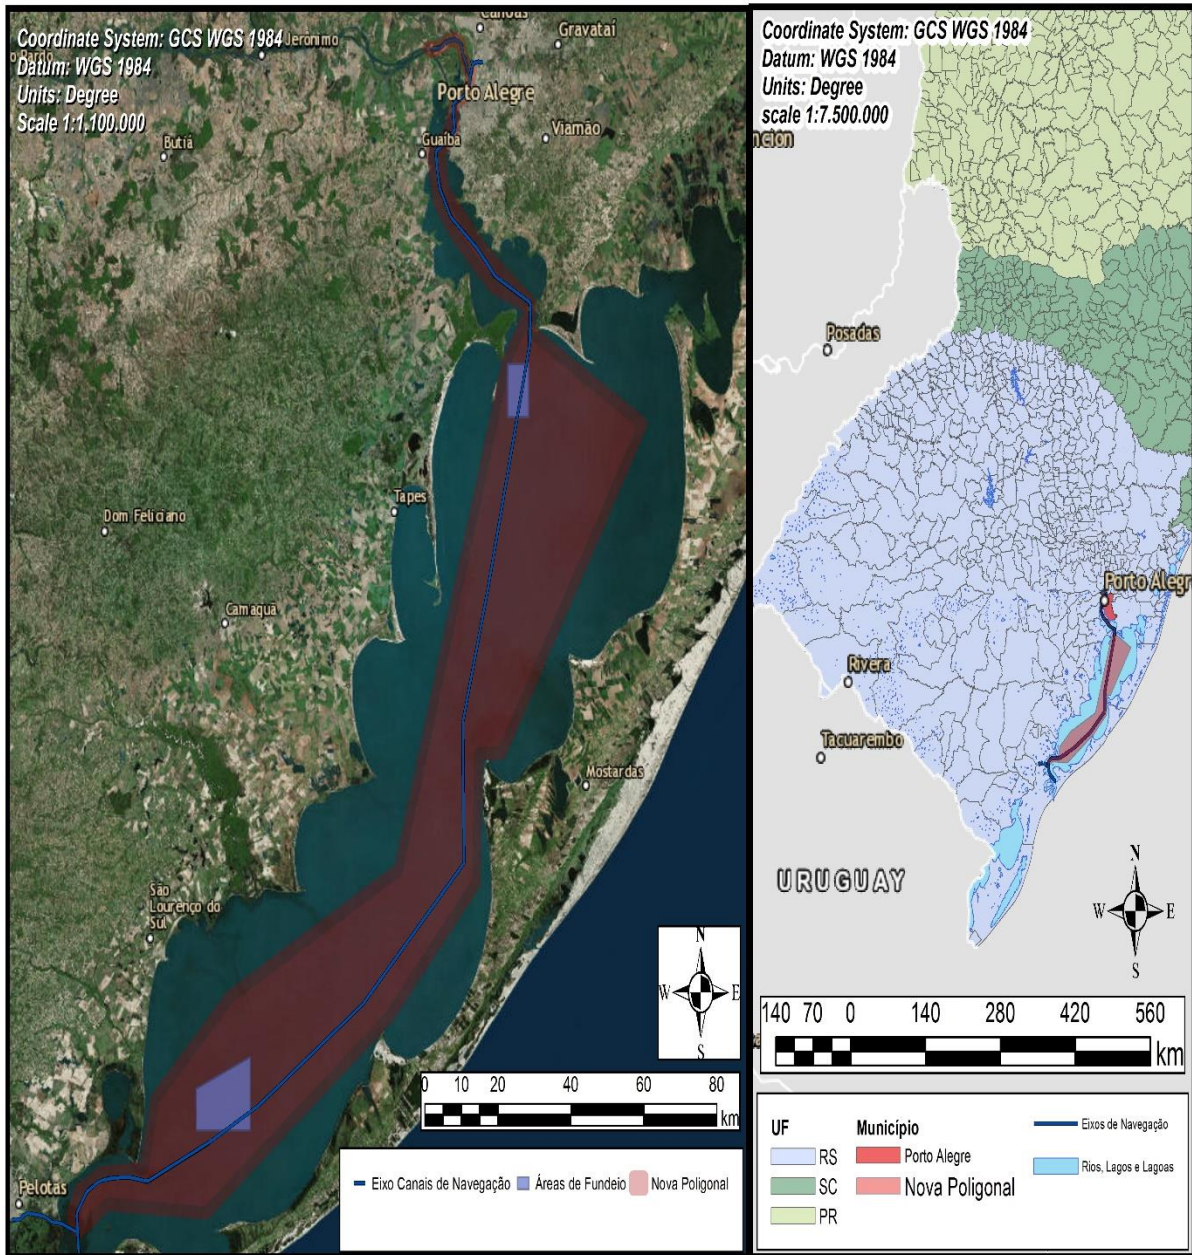 Coordinate System: GCS WGS 1984
Datum: WGS 1984
Units: Degree
Scale 1:1.100.000
Canoas
Gravataí
Jerônimo
o Pardo
Porto Alegre
Butiá
Guaíba
Viamão
Tapes
Dom Feliciano
Camaquã
Mostardas
São
Lourenço do
Sul
Pelotas
N
W
E
S
0 10 20 40 60 80
km
Eixo Canais de Navegação
Áreas de Fundeio
Nova Poligonal
Coordinate System: GCS WGS 1984
Datum: WGS 1984
Units: Degree
scale 1:7.500.000
ncion
Posadas
Porto Alegr
Rivera
Tacuarembo
URUGUAY
N
W
E
S
140 70 0 140 280 420 560
km
UF
RS
SC
PR
Município
Porto Alegre
Nova Poligonal
Eixos de Navegação
Rios, Lagos e Lagoas